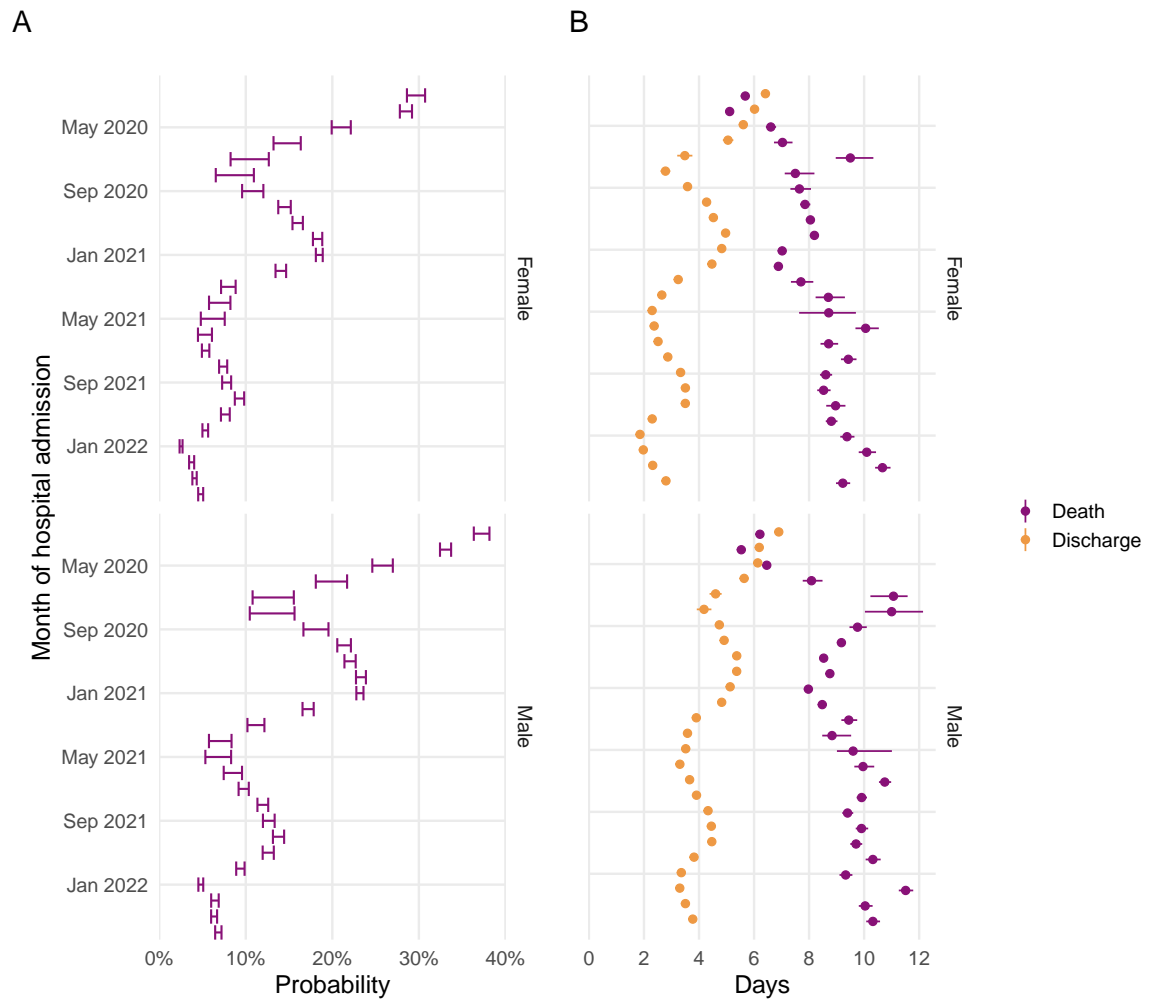 A
B
Month of hospital admission
May 2020
Sep 2020
Jan 2021
May 2021
Sep 2021
Jan 2022
Female
Female
May 2020
Sep 2020
Jan 2021
May 2021
Sep 2021
Jan 2022
Male
Male
Death
Discharge
0% 10% 20% 30% 40%
0 2 4 6 8 10 12
Probability
Days